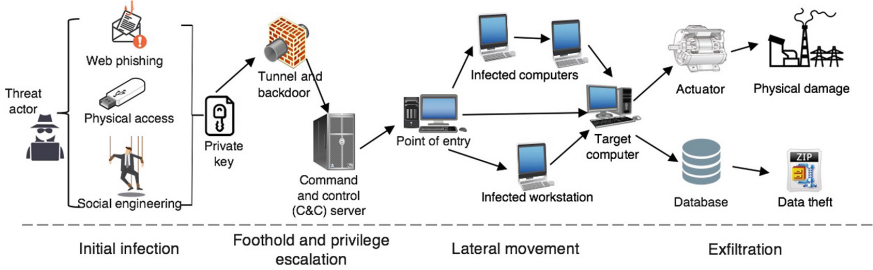 Threat
actor
Web phishing
Physical access
Social engineering
Private
key
Tunnel and
backdoor
Command
and control
(C&C) server
Point of entry
Infected computers
Infected workstation
Target
computer
Actuator
Physical damage
Database
ZIP
Data theft
Initial infection
Foothold and privilege
escalation
Lateral movement
Exfiltration